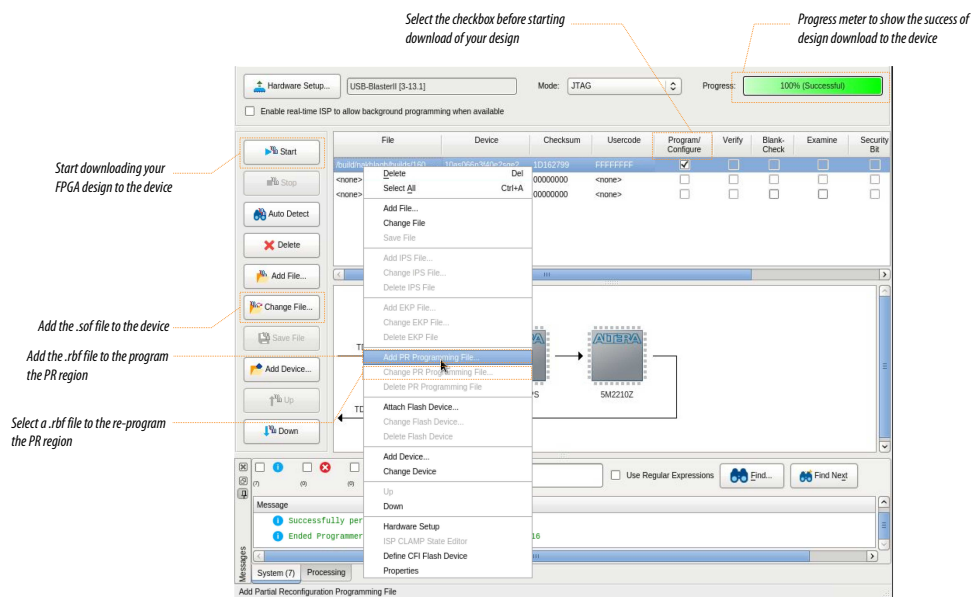 Select the checkbox before starting
download of your design
Progress meter to show the success of
design download to the device
Hardware Setup...
USB-BlasterII [3-13.1]
Mode:
JTAG
Progress:
100% (Successful)
Enable real-time ISP to allow background programming when available
Start downloading your
FPGA design to the device
Add the .sof file to the device
Add the .rbf file to the program
the PR region
Select a .rbf file to the re-program
the PR region
Start
Stop
Auto Detect
Delete
Add File...
Change File...
Save File
Add Device...
Up
Down
File Device Checksum Usercode Program/ Verify Blank- Examine Security
Configure Check Bit
1D162799 FFFFFFFF
<none> 00000000 <none>
<none> 00000000 <none>
Delete Del
Select All Ctrl+A
Add File...
Change File
Save File
Add IPS File...
Change IPS File...
Delete IPS File
Add EKP File...
Change EKP File...
Delete EKP File
Add PR Programming File...
Change PR Programming File...
Delete PR Programming File
Attach Flash Device...
Change Flash Device...
Delete Flash Device
Add Device...
Change Device
Up
Down
Hardware Setup
ISP CLAMP State Editor
Define CFI Flash Device
Properties
ALTERA
5M2210Z
TD
Use Regular Expressions
Find...
Find Next
(7) (0) (0)
Message
Successfully per
Ended Programmer 16
Messages
System (7) Processing
Add Partial Reconfiguration Programming File